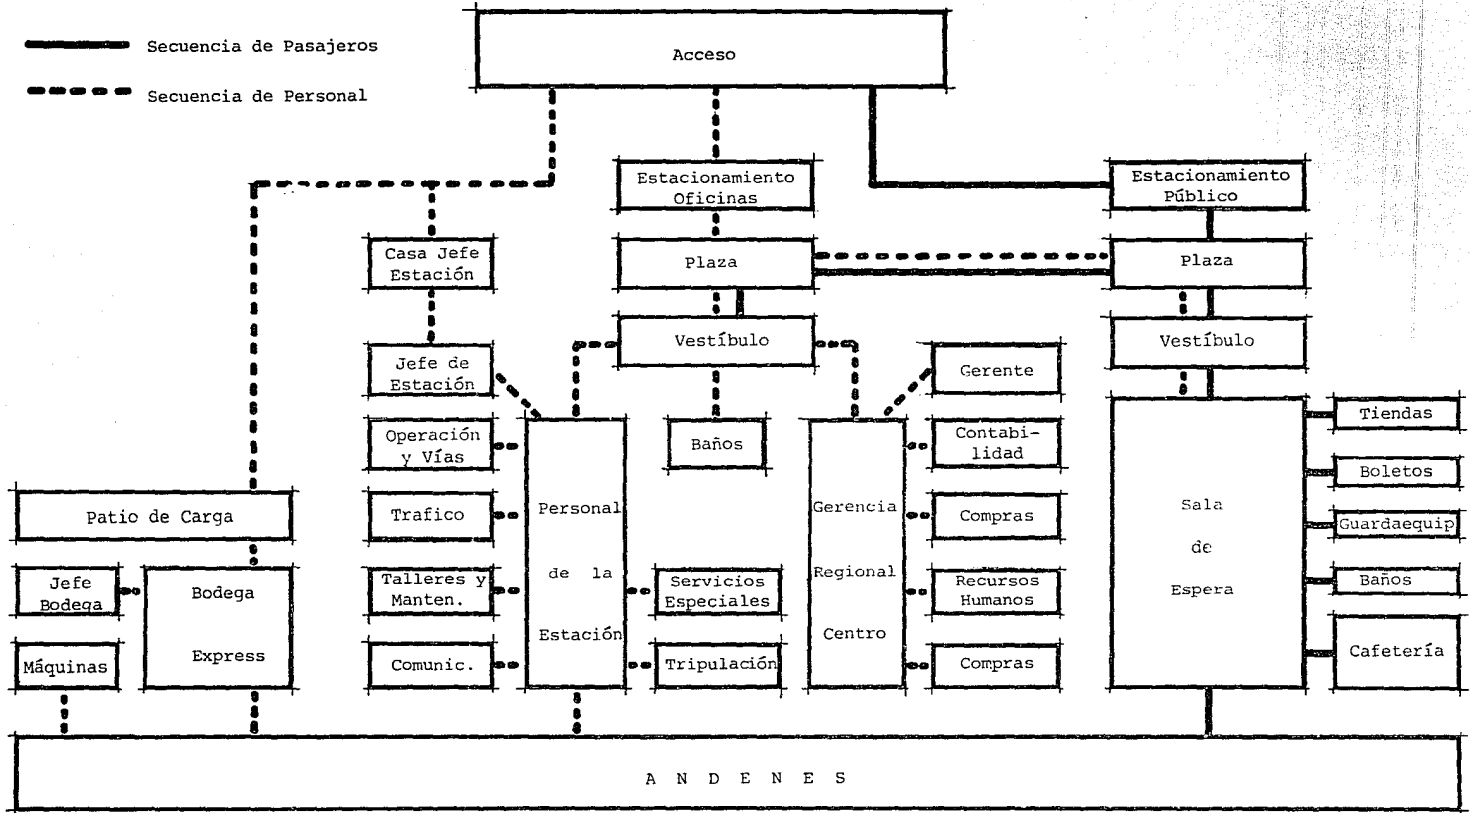 Secuencia de Pasajeros
Secuencia de Personal
Acceso
Estacionamiento
Oficinas
Estacionamiento
Público
Casa Jefe
Estación
Plaza
Plaza
Vestíbulo
Vestíbulo
Jefe de
Estación
Gerente
Operación
y Vías
Baños
Contabi-
lidad
Tiendas
Boletos
Guardaequip
Baños
Cafetería
Sala
de
Espera
Patio de Carga
Trafico
Personal
de la
Estación
Gerencia
Regional
Centro
Compras
Jefe
Bodega
Bodega
Express
Talleres y
Manten.
Servicios
Especiales
Recursos
Humanos
Máquinas
Comunic.
Tripulación
Compras
A N D E N E S